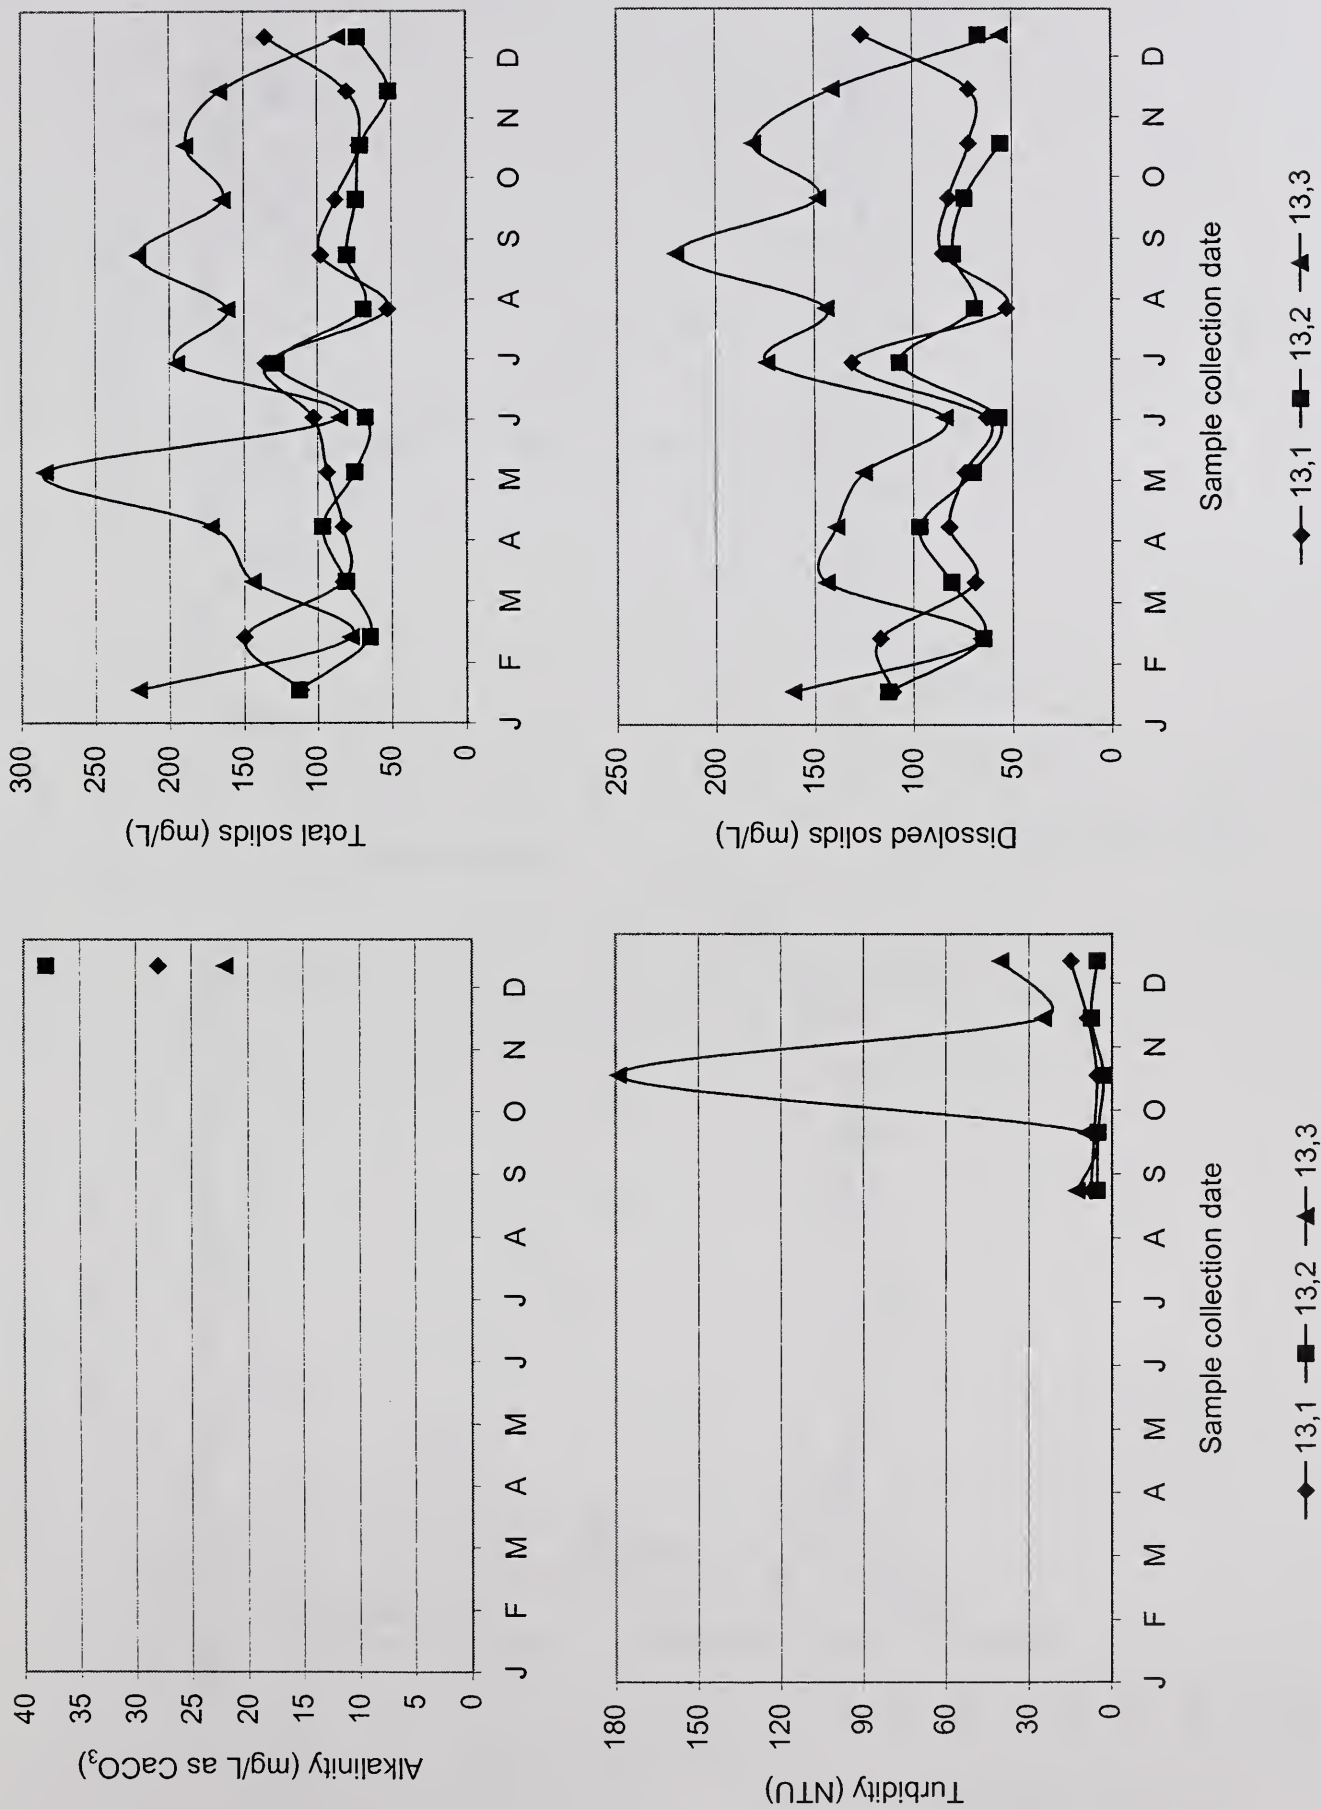 Alkalinity (mg/L as CaCO₃)
40
35
30
25
20
15
10
5
0
J F M A M J J A S O N D
Total solids (mg/L)
300
250
200
150
100
50
0
J F M A M J J A S O N D
Turbidity (NTU)
180
150
120
90
60
30
0
J F M A M J J A S O N D
Sample collection date
13,1 13,2 13,3
Dissolved solids (mg/L)
250
200
150
100
50
0
J F M A M J J A S O N D
Sample collection date
13,1 13,2 13,3